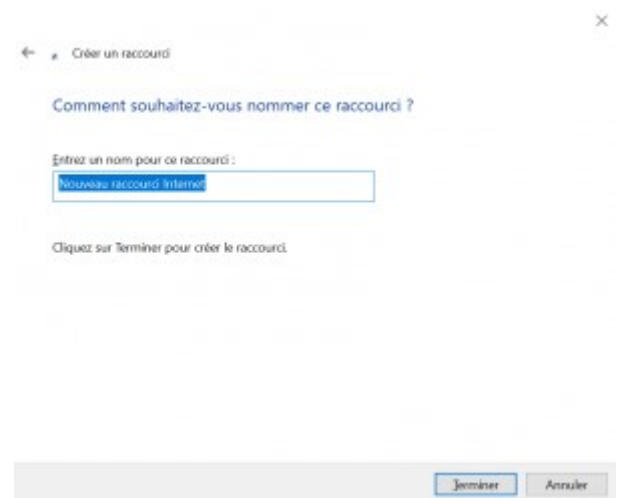 Créer un raccourci
Comment souhaitez-vous nommer ce raccourci ?
Entrez un nom pour ce raccourci :
Nouveau raccourci Internet
Cliquez sur Terminer pour créer le raccourci.
Terminer Annuler